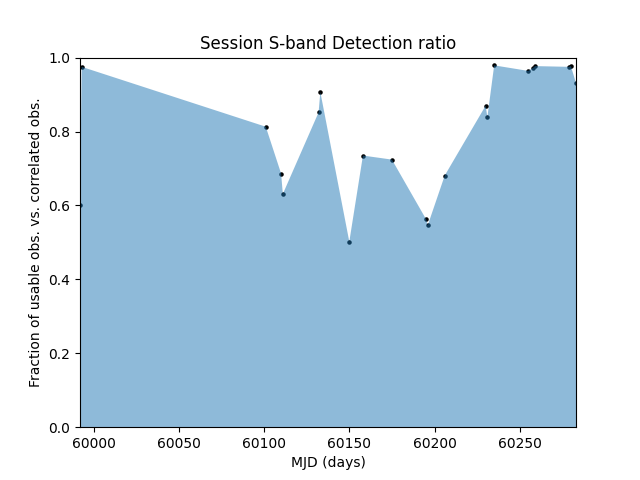 Session S-band Detection ratio
Fraction of usable obs. vs. correlated obs.
1.0
0.8
0.6
0.4
0.2
0.0
60000 60050 60100 60150 60200 60250
MJD (days)